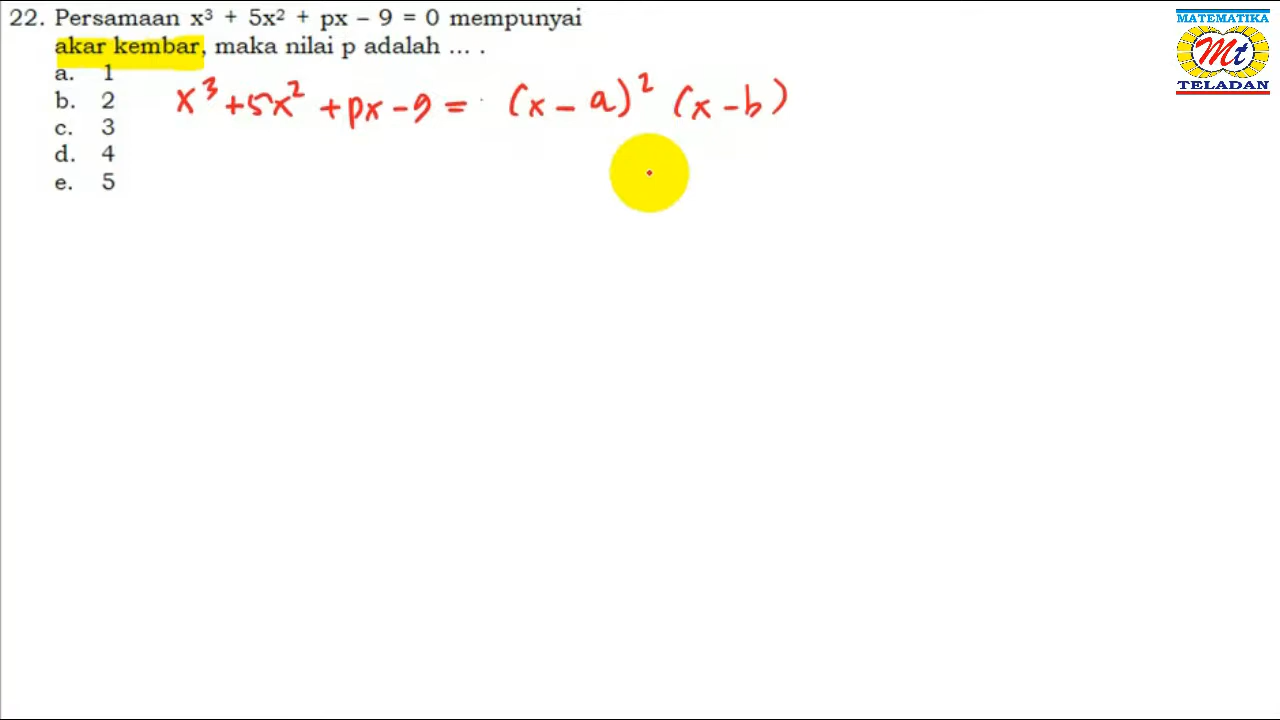 22. Persamaan x³ + 5x² + px – 9 = 0 mempunyai
akar kembar, maka nilai p adalah ... .
a. 1
b. 2
c. 3
d. 4
e. 5
x³ + 5x² + px - 9 = (x - a)² (x - b)
MATEMATIKA
Mt
TELADAN